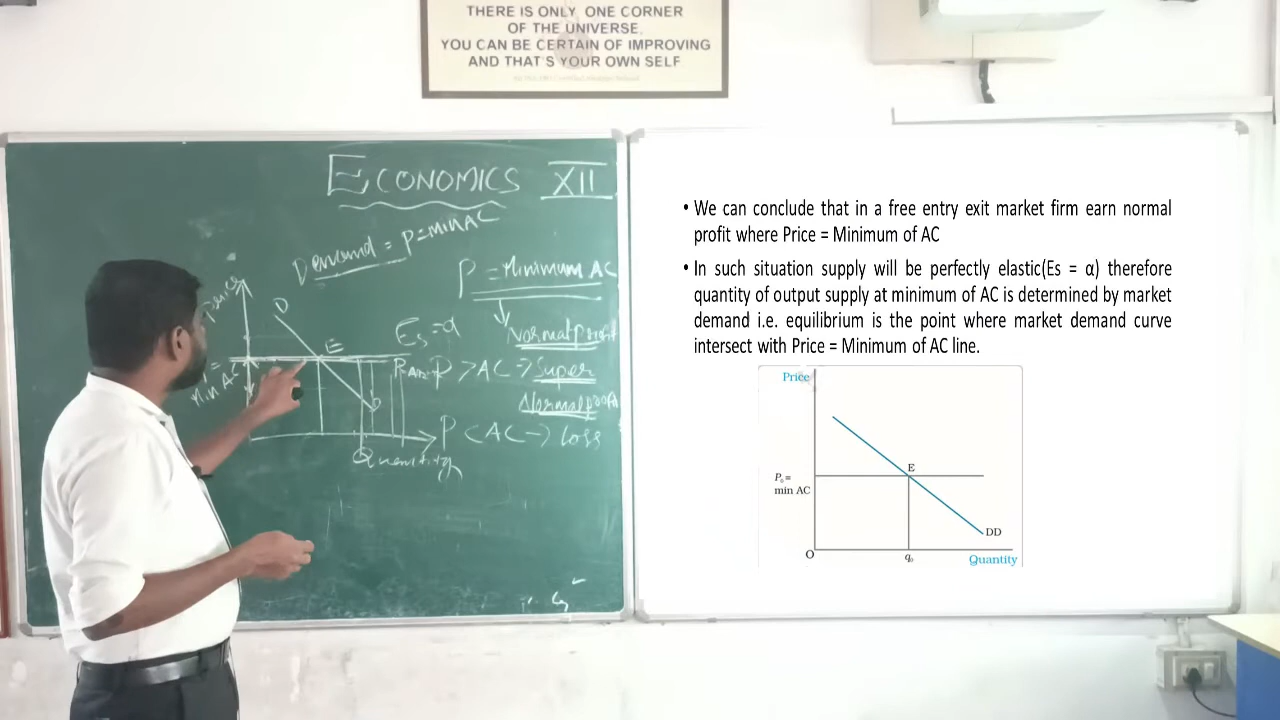 THERE IS ONLY ONE CORNER
OF THE UNIVERSE.
YOU CAN BE CERTAIN OF IMPROVING
AND THAT'S YOUR OWN SELF
ECONOMICS XII
Demand = P=minAC
P = Minimum AC
Normal profit
Price
D
E
Es=α
P > AC → Super
Normal profit
Min AC
P < AC → Loss
Quantity
• We can conclude that in a free entry exit market firm earn normal
profit where Price = Minimum of AC
• In such situation supply will be perfectly elastic(Es = α) therefore
quantity of output supply at minimum of AC is determined by market
demand i.e. equilibrium is the point where market demand curve
intersect with Price = Minimum of AC line.
Price
E
P₀=
min AC
DD
O
q₀
Quantity